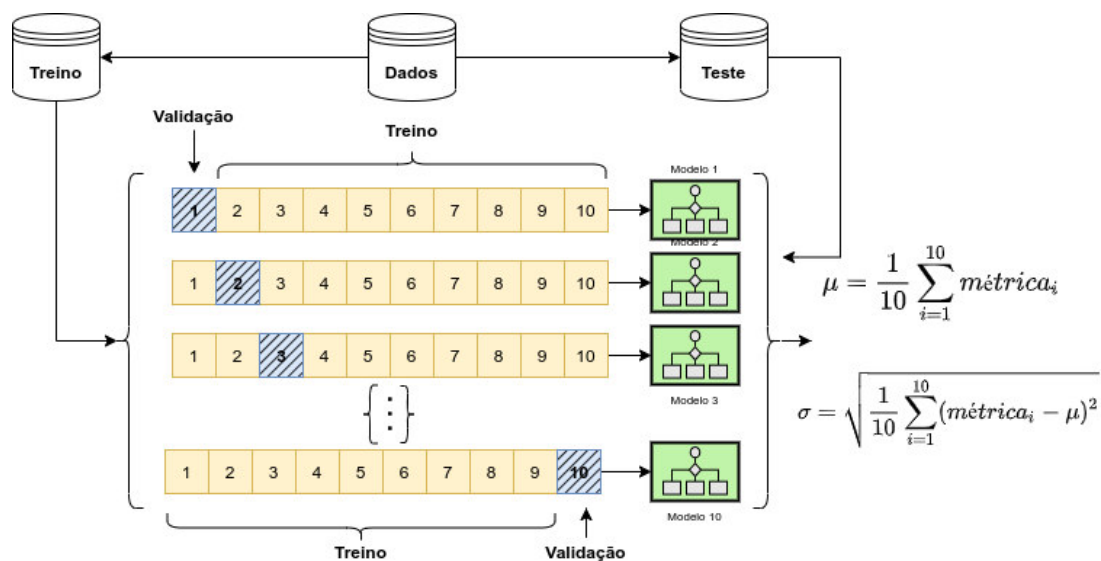 Treino
Dados
Teste
Validação
Treino
Modelo 1
1 2 3 4 5 6 7 8 9 10
Modelo 2
1 2 3 4 5 6 7 8 9 10
μ = 1/10 ∑_{i=1}^{10} métrica_i
1 2 3 4 5 6 7 8 9 10
Modelo 3
σ = √(1/10 ∑_{i=1}^{10} (métrica_i − μ)^2)
{⋮}
1 2 3 4 5 6 7 8 9 10
Modelo 10
Treino
Validação